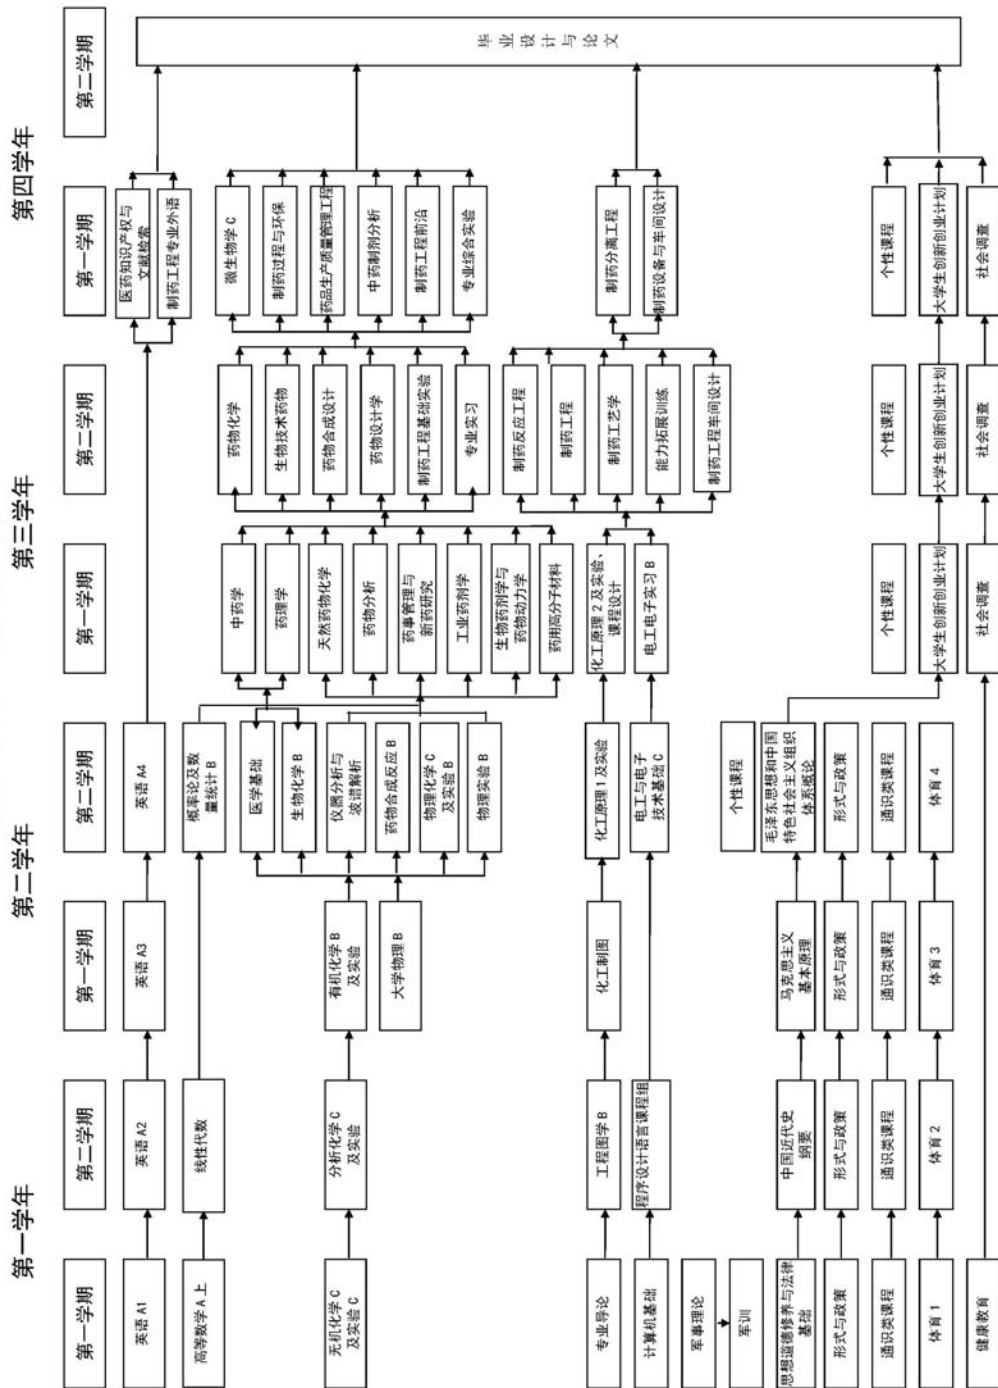 第一学年
第二学年
第三学年
第四学年
第一学期
第二学期
第一学期
第二学期
第一学期
第二学期
第一学期
第二学期
英语 A1
高等数学 A 上
无机化学 C
及实验 C
专业导论
计算机基础
军事理论
军训
思想道德修养与法律
基础
形式与政策
通识类课程
体育 1
健康教育
英语 A2
线性代数
分析化学 C
及实验
工程图学 B
程序设计语言课程组
中国近代史
纲要
形式与政策
通识类课程
体育 2
英语 A3
有机化学 B
及实验
大学物理 B
化工制图
马克思主义
基本原理
形式与政策
通识类课程
体育 3
英语 A4
概率论及数
量统计 B
医学基础
生物化学 B
仪器分析与
波谱解析
药物合成反应 B
物理化学 C
及实验 B
物理实验 B
化工原理 1 及实验
电工与电子
技术基础 C
个性课程
毛泽东思想和中国
特色社会主义组织
体系概论
形式与政策
通识类课程
体育 4
中药学
药理学
天然药物化学
药物分析
药事管理与
新药研究
工业药剂学
生物药剂学与
药物动力学
药用高分子材料
化工原理 2 及实验、
课程设计
电工电子实习 B
个性课程
大学生创新创业计划
社会调查
药物化学
生物技术药物
药物合成设计
药物设计学
制药工程基础实验
专业实习
制药反应工程
制药工程
制药工艺学
能力拓展训练
制药工程车间设计
个性课程
大学生创新创业计划
社会调查
医药知识产权与
文献检索
制药工程专业外语
微生物学 C
制药过程与环保
药品生产质量管理工程
中药制剂分析
制药工程前沿
专业综合实验
制药分离工程
制药设备与车间设计
个性课程
大学生创新创业计划
社会调查
毕业设计与论文